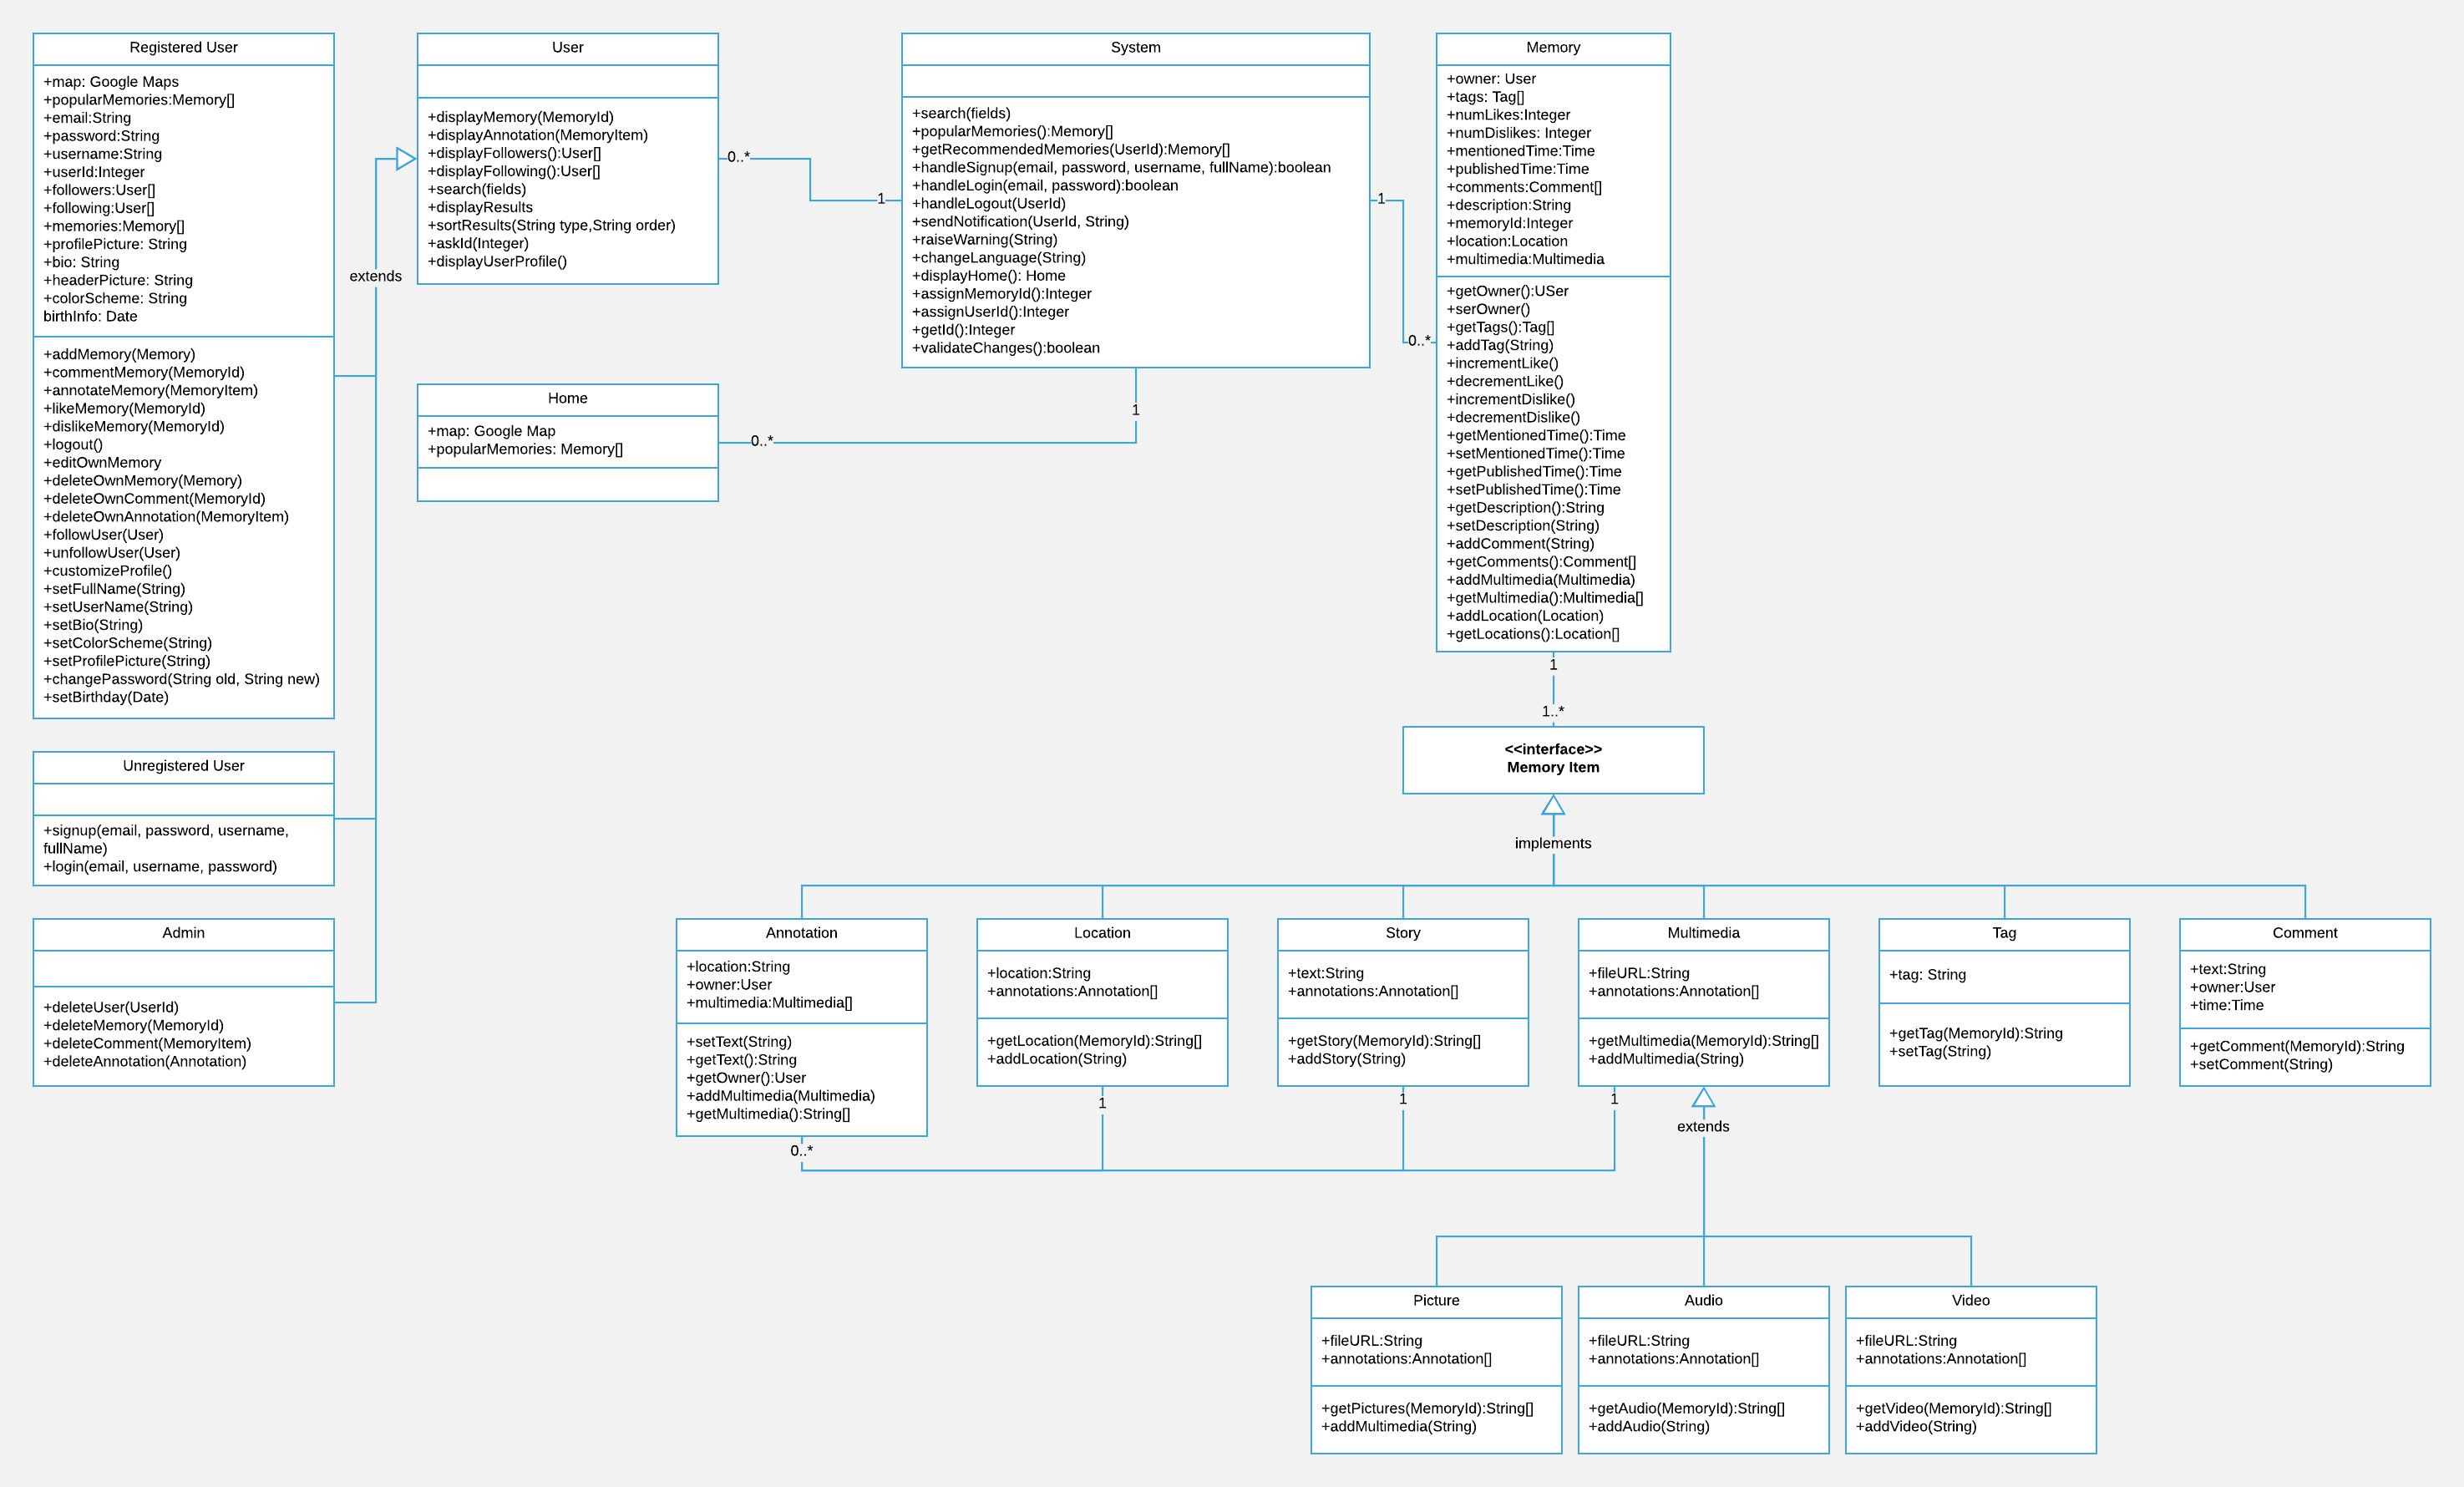 Registered User
+map: Google Maps
+popularMemories:Memory[]
+email:String
+password:String
+username:String
+userId:Integer
+followers:User[]
+following:User[]
+memories:Memory[]
+profilePicture: String
+bio: String
+headerPicture: String
+colorScheme: String
birthInfo: Date
+addMemory(Memory)
+commentMemory(MemoryId)
+annotateMemory(MemoryItem)
+likeMemory(MemoryId)
+dislikeMemory(MemoryId)
+logout()
+editOwnMemory
+deleteOwnMemory(Memory)
+deleteOwnComment(MemoryId)
+deleteOwnAnnotation(MemoryItem)
+followUser(User)
+unfollowUser(User)
+customizeProfile()
+setFullName(String)
+setUserName(String)
+setBio(String)
+setColorScheme(String)
+setProfilePicture(String)
+changePassword(String old, String new)
+setBirthday(Date)
extends
User
+displayMemory(MemoryId)
+displayAnnotation(MemoryItem)
+displayFollowers():User[]
+displayFollowing():User[]
+search(fields)
+displayResults
+sortResults(String type,String order)
+askId(Integer)
+displayUserProfile()
0..*
1
System
+search(fields)
+popularMemories():Memory[]
+getRecommendedMemories(UserId):Memory[]
+handleSignup(email, password, username, fullName):boolean
+handleLogin(email, password):boolean
+handleLogout(UserId)
+sendNotification(UserId, String)
+raiseWarning(String)
+changeLanguage(String)
+displayHome(): Home
+assignMemoryId():Integer
+assignUserId():Integer
+getId():Integer
+validateChanges():boolean
1
0..*
1
0..*
Home
+map: Google Map
+popularMemories: Memory[]
Memory
+owner: User
+tags: Tag[]
+numLikes:Integer
+numDislikes: Integer
+mentionedTime:Time
+publishedTime:Time
+comments:Comment[]
+description:String
+memoryId:Integer
+location:Location
+multimedia:Multimedia
+getOwner():USer
+serOwner()
+getTags():Tag[]
+addTag(String)
+incrementLike()
+decrementLike()
+incrementDislike()
+decrementDislike()
+getMentionedTime():Time
+setMentionedTime():Time
+getPublishedTime():Time
+setPublishedTime():Time
+getDescription():String
+setDescription(String)
+addComment(String)
+getComments():Comment[]
+addMultimedia(Multimedia)
+getMultimedia():Multimedia[]
+addLocation(Location)
+getLocations():Location[]
1
1..*
<<interface>>
Memory Item
implements
Unregistered User
+signup(email, password, username,
fullName)
+login(email, username, password)
Admin
+deleteUser(UserId)
+deleteMemory(MemoryId)
+deleteComment(MemoryItem)
+deleteAnnotation(Annotation)
Annotation
+location:String
+owner:User
+multimedia:Multimedia[]
+setText(String)
+getText():String
+getOwner():User
+addMultimedia(Multimedia)
+getMultimedia():String[]
0..*
Location
+location:String
+annotations:Annotation[]
+getLocation(MemoryId):String[]
+addLocation(String)
1
Story
+text:String
+annotations:Annotation[]
+getStory(MemoryId):String[]
+addStory(String)
1
Multimedia
+fileURL:String
+annotations:Annotation[]
+getMultimedia(MemoryId):String[]
+addMultimedia(String)
1
extends
Tag
+tag: String
+getTag(MemoryId):String
+setTag(String)
Comment
+text:String
+owner:User
+time:Time
+getComment(MemoryId):String
+setComment(String)
Picture
+fileURL:String
+annotations:Annotation[]
+getPictures(MemoryId):String[]
+addMultimedia(String)
Audio
+fileURL:String
+annotations:Annotation[]
+getAudio(MemoryId):String[]
+addAudio(String)
Video
+fileURL:String
+annotations:Annotation[]
+getVideo(MemoryId):String[]
+addVideo(String)